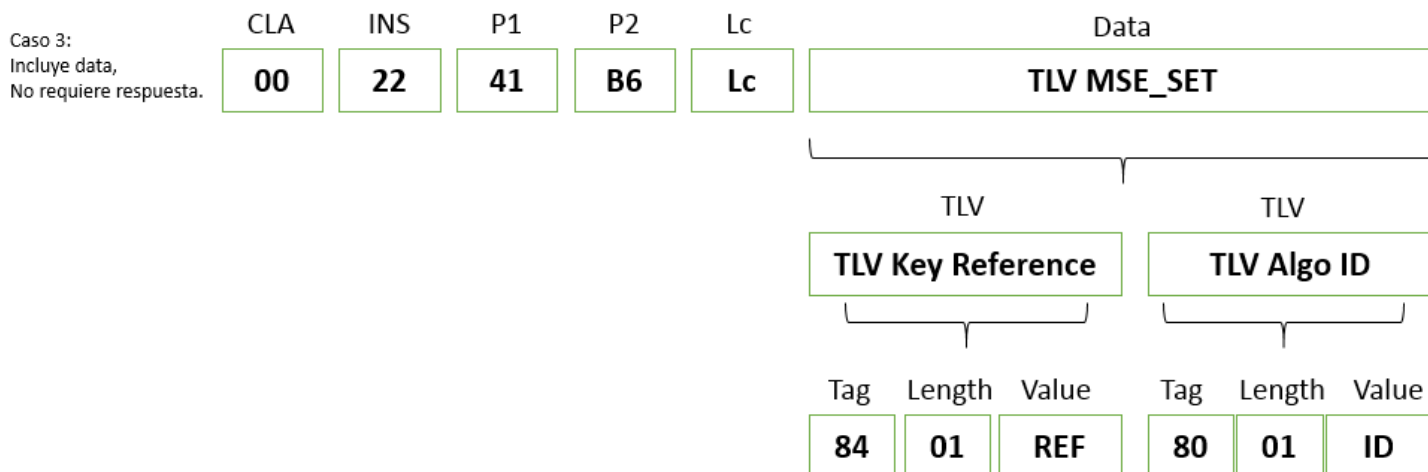 Caso 3:
Incluye data,
No requiere respuesta.
CLA INS P1 P2 Lc Data
00 22 41 B6 Lc TLV MSE_SET
TLV TLV
TLV Key Reference TLV Algo ID
Tag Length Value Tag Length Value
84 01 REF 80 01 ID